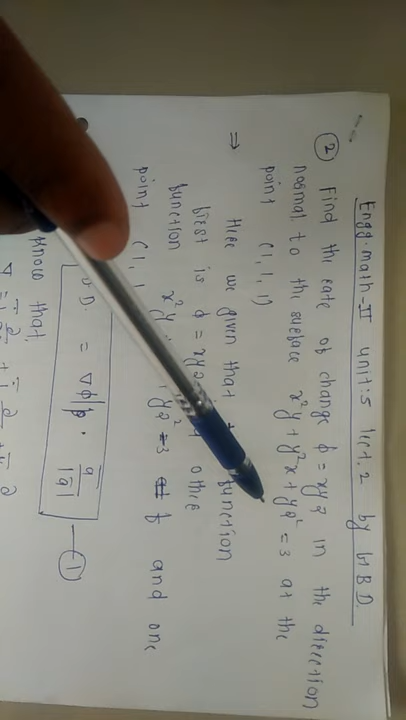 Engg. math-II unit:5 lect. 2 by
② Find the rate of change φ = xyz in the direction
normal to the surface x²y + y²x + yz² = 3 at the
point (1, 1, 1)
⇒ Here we given that function
first is φ = xyz other
function x²y yz² = 3 and one
point (1, 1
D. = ∇φ|p · a̅/|a̅| —①
know that,
∇ = i̅ ∂ + j̅ ∂ + k̅ ∂